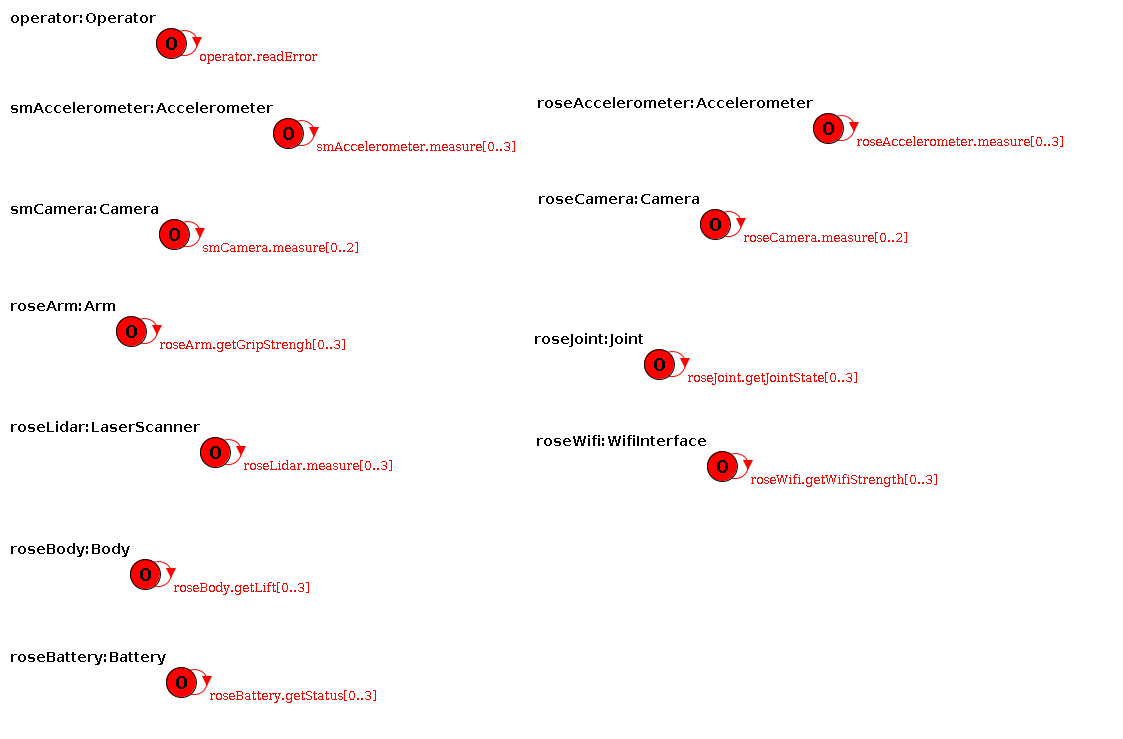 operator:Operator
0
operator.readError
smAccelerometer:Accelerometer
0
smAccelerometer.measure[0..3]
roseAccelerometer:Accelerometer
0
roseAccelerometer.measure[0..3]
smCamera:Camera
0
smCamera.measure[0..2]
roseCamera:Camera
0
roseCamera.measure[0..2]
roseArm:Arm
0
roseArm.getGripStrengh[0..3]
roseJoint:Joint
0
roseJoint.getJointState[0..3]
roseLidar:LaserScanner
0
roseLidar.measure[0..3]
roseWifi:WifiInterface
0
roseWifi.getWifiStrength[0..3]
roseBody:Body
0
roseBody.getLift[0..3]
roseBattery:Battery
0
roseBattery.getStatus[0..3]